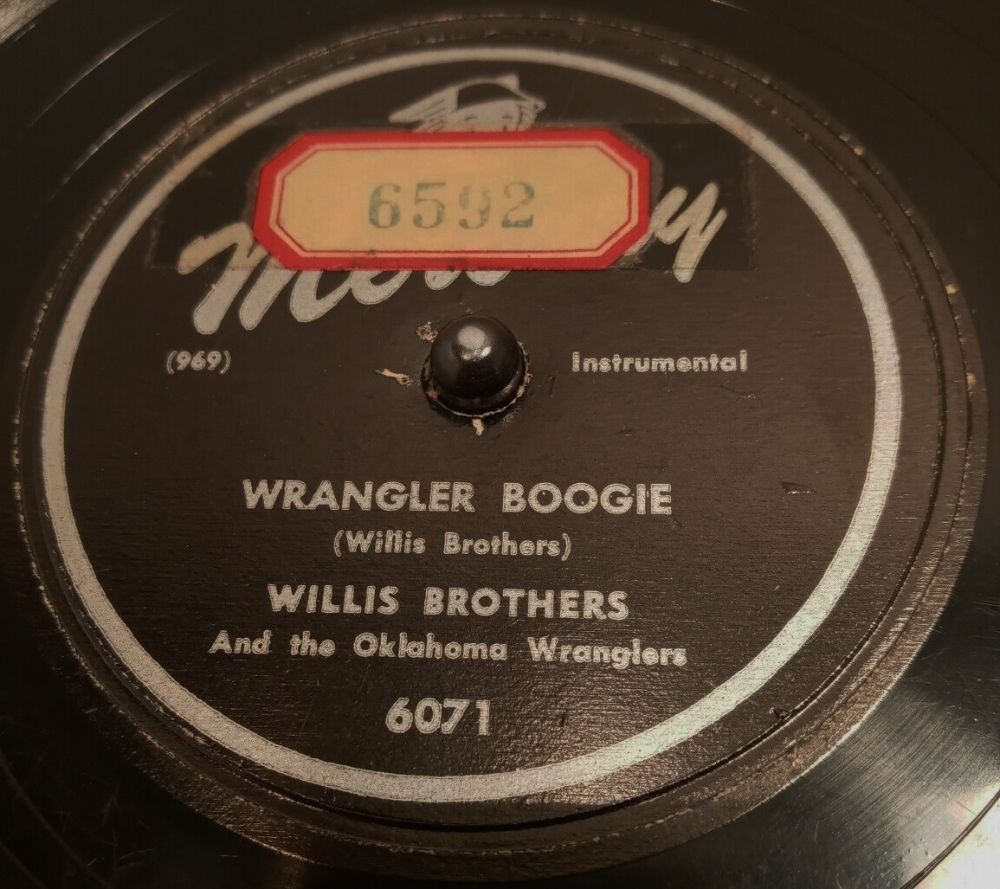 6592
(969)
Instrumental
WRANGLER BOOGIE
(Willis Brothers)
WILLIS BROTHERS
And the Oklahoma Wranglers
6071